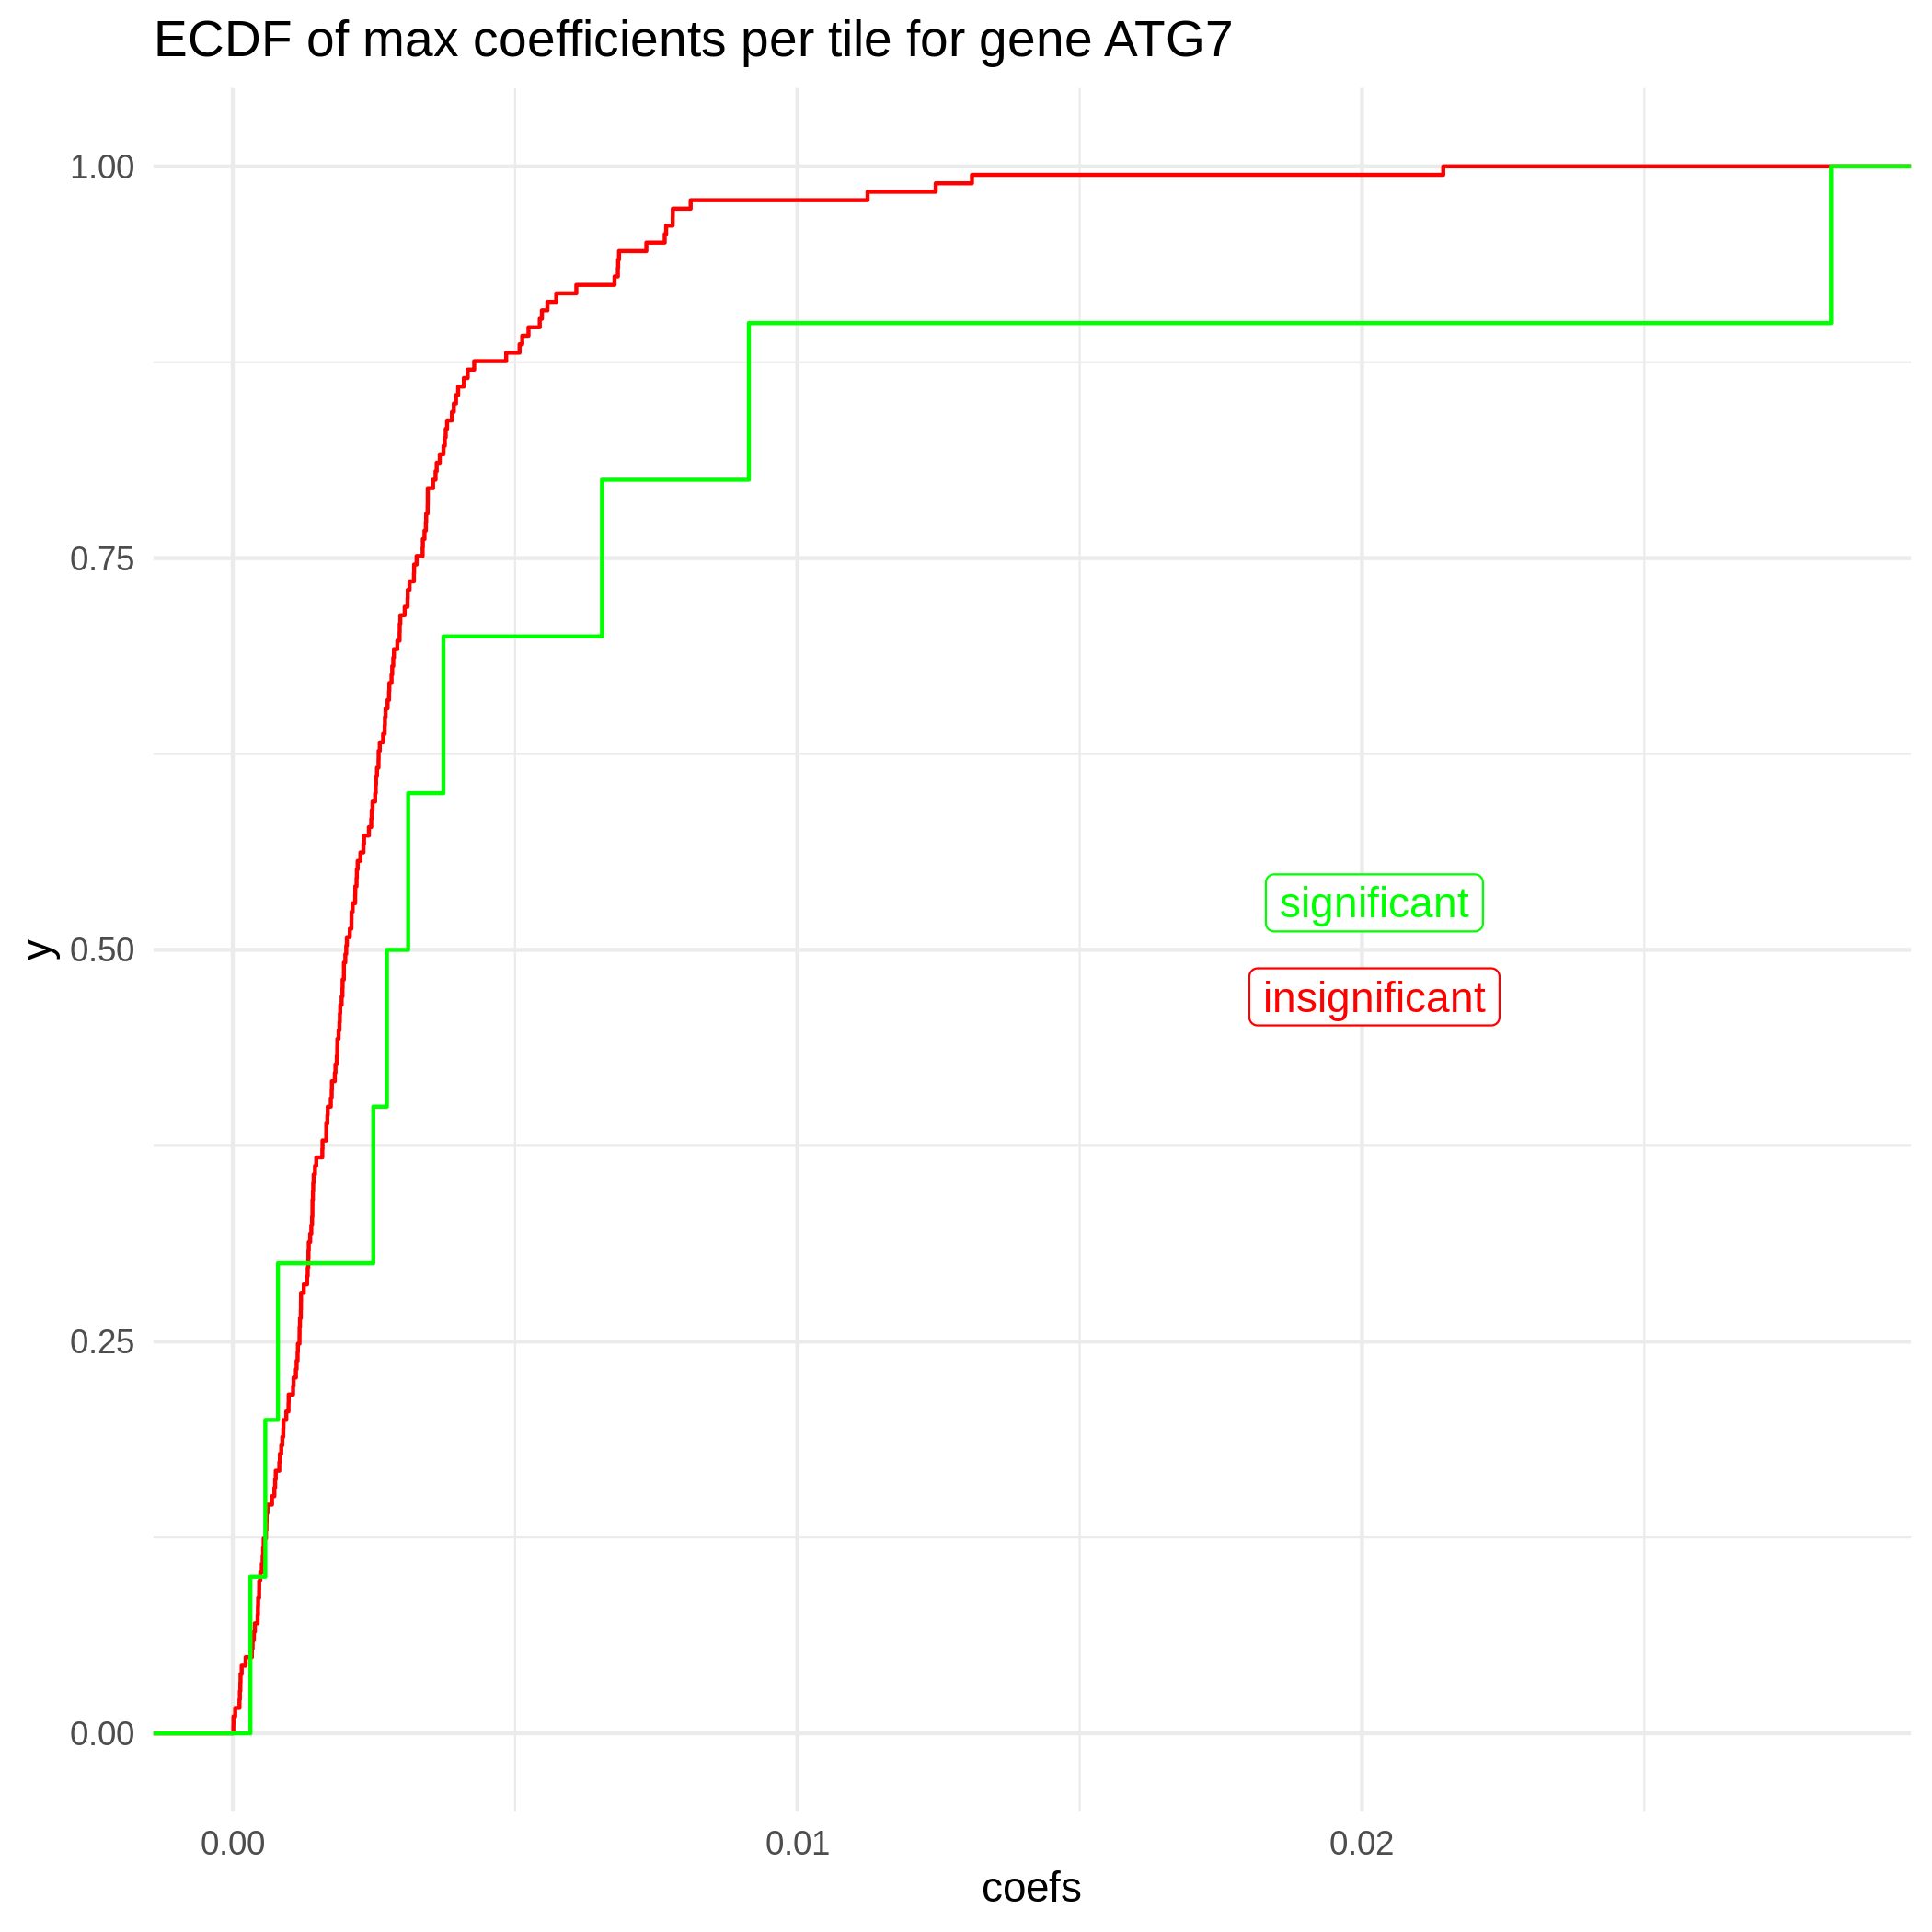 ECDF of max coefficients per tile for gene ATG7
1.00
0.75
0.50
0.25
0.00
y
significant
insignificant
0.00
0.01
0.02
coefs